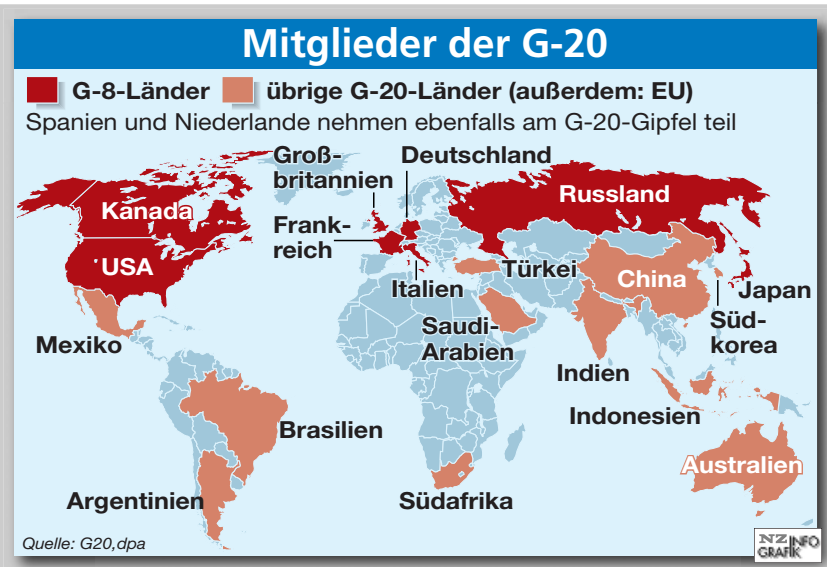 Mitglieder der G-20
G-8-Länder übrige G-20-Länder (außerdem: EU)
Spanien und Niederlande nehmen ebenfalls am G-20-Gipfel teil
Groß-
britannien
Deutschland
Russland
Kanada
Frank-
reich
USA
Italien
Türkei
China
Japan
Süd-
korea
Mexiko
Saudi-
Arabien
Indien
Indonesien
Brasilien
Australien
Argentinien
Südafrika
Quelle: G20,dpa
NZ INFO
GRAFIK